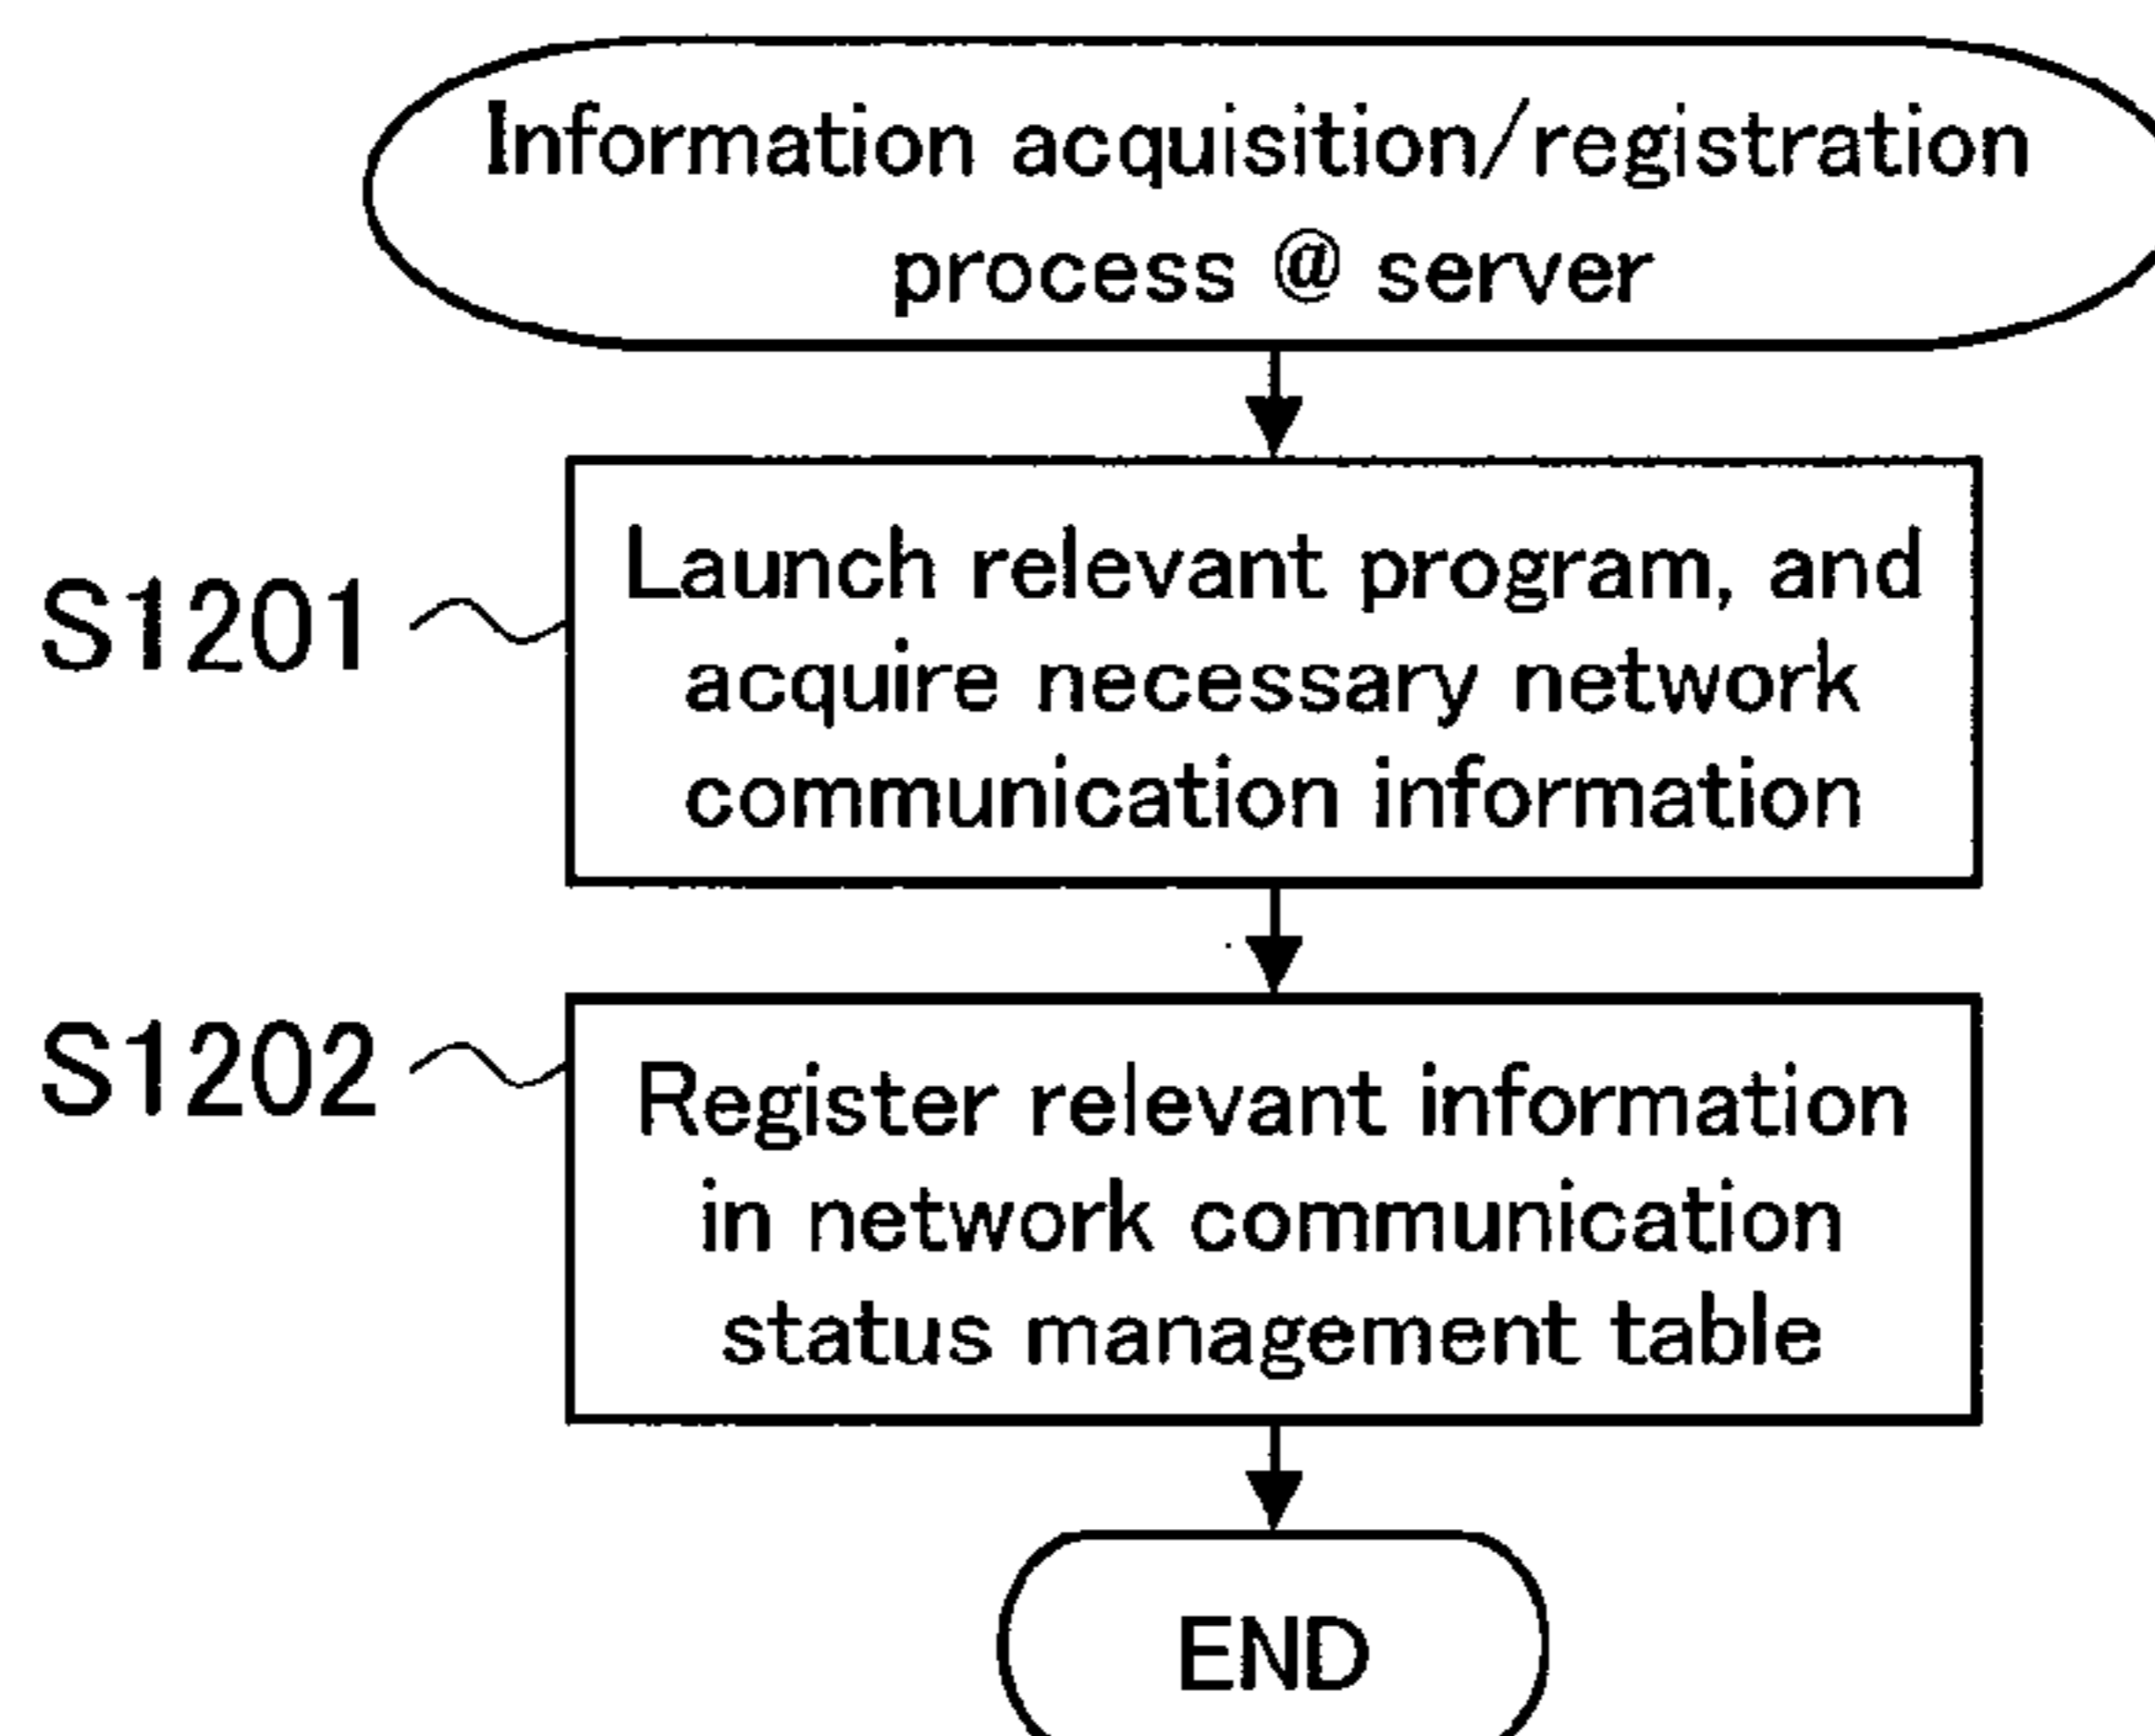 Information acquisition/registration
process @ server
S1201
Launch relevant program, and
acquire necessary network
communication information
S1202
Register relevant information
in network communication
status management table
END